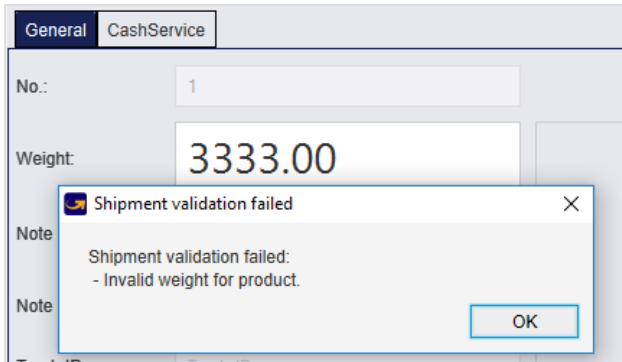 General CashService
No.: 1
Weight: 3333.00
Shipment validation failed
Note
Shipment validation failed:
- Invalid weight for product.
Note
OK